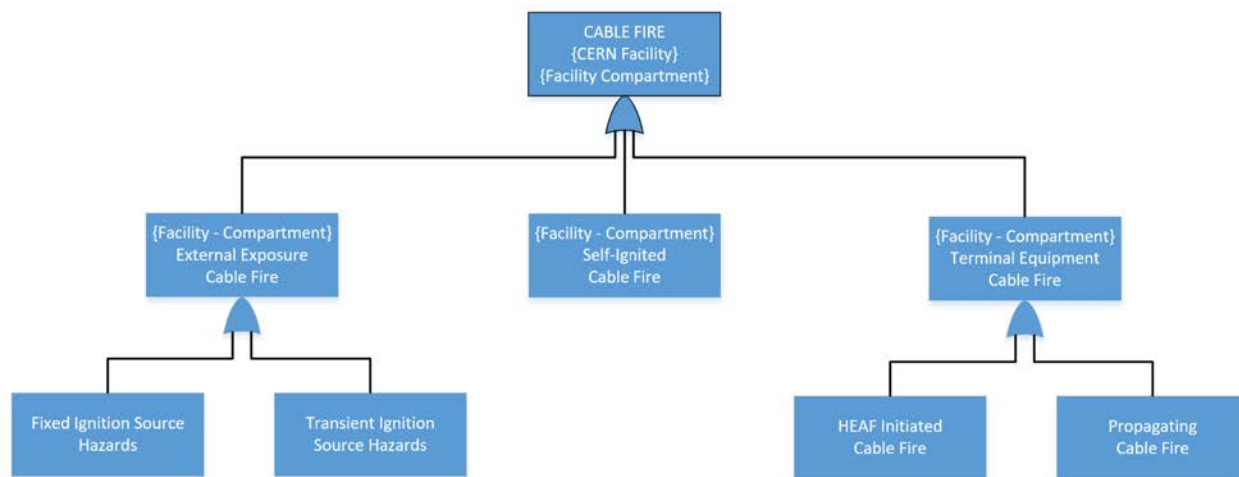 CABLE FIRE
{CERN Facility}
{Facility Compartment}
{Facility - Compartment}
External Exposure
Cable Fire
{Facility - Compartment}
Self-Ignited
Cable Fire
{Facility - Compartment}
Terminal Equipment
Cable Fire
Fixed Ignition Source
Hazards
Transient Ignition
Source Hazards
HEAF Initiated
Cable Fire
Propagating
Cable Fire